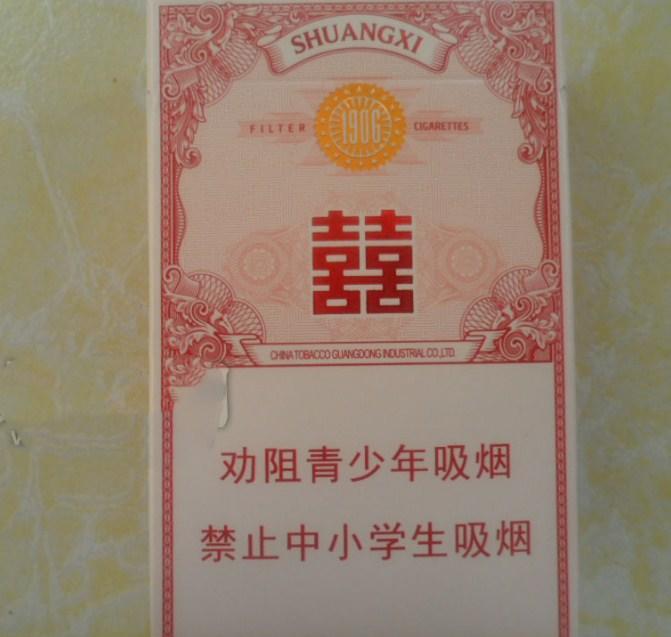 SHUANGXI
FILTER 1906 CIGARETTES
囍
CHINA TOBACCO GUANGDONG INDUSTRIAL CO.,LTD.
劝阻青少年吸烟
禁止中小学生吸烟